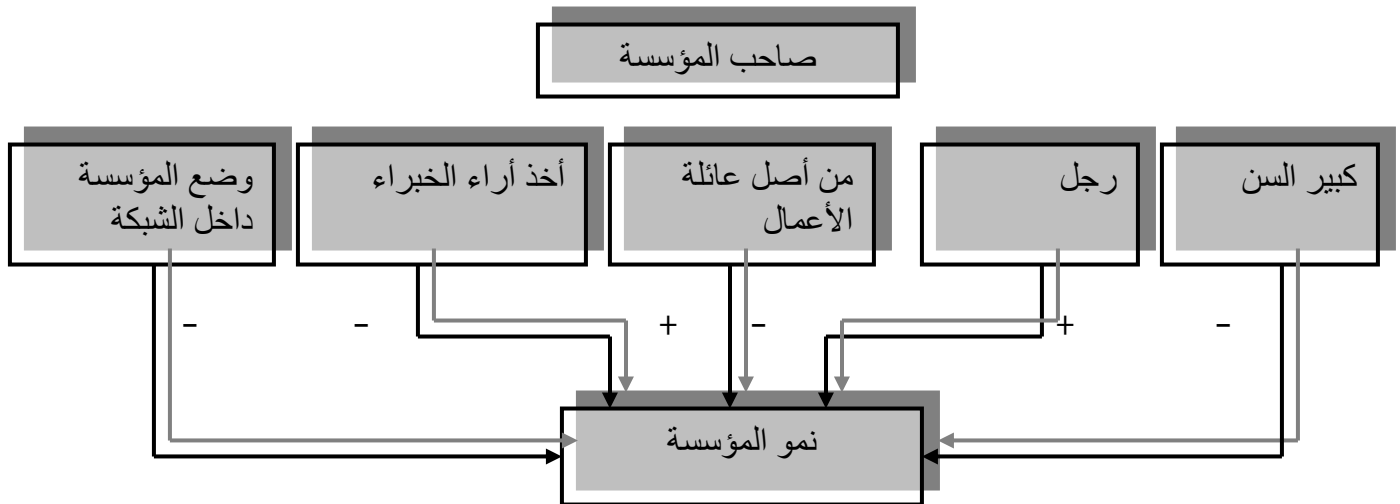 صاحب المؤسسة
كبير السن
رجل
من أصل عائلة
الأعمال
أخذ أراء الخبراء
وضع المؤسسة
داخل الشبكة
-
+
-
+
-
-
نمو المؤسسة